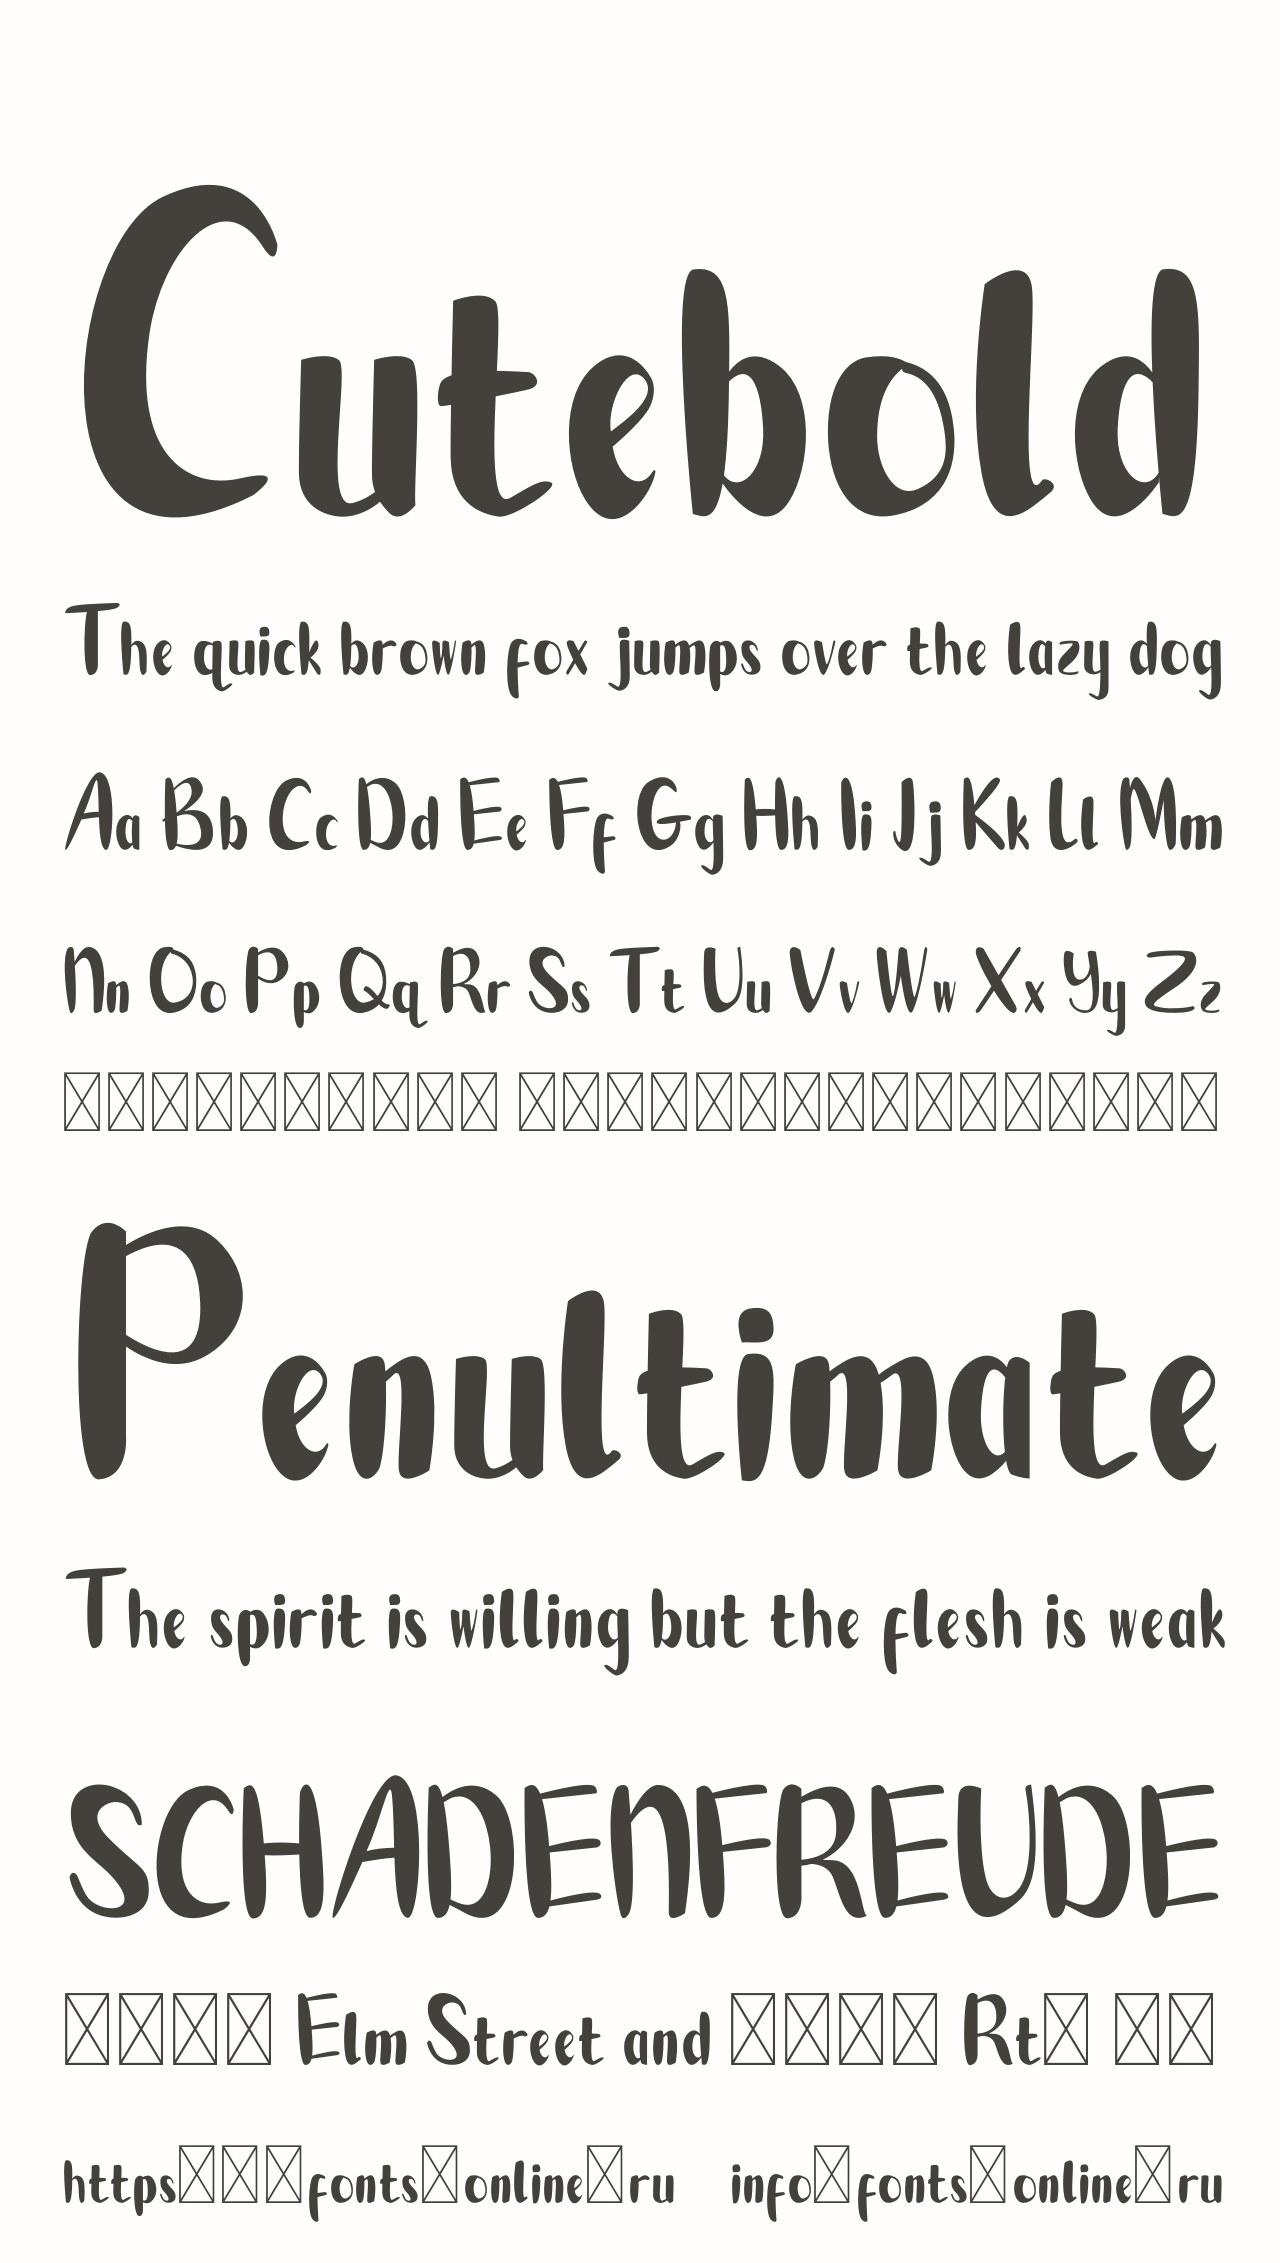 Cutebold
The quick brown fox jumps over the lazy dog
Aa Bb Cc Dd Ee Ff Gg Hh Ii Jj Kk Ll Mm
Nn Oo Pp Qq Rr Ss Tt Uu Vv Ww Xx Yy Zz
Penultimate
The spirit is willing but the flesh is weak
SCHADENFREUDE
Elm Street and Rt
https fonts online ru info fonts online ru